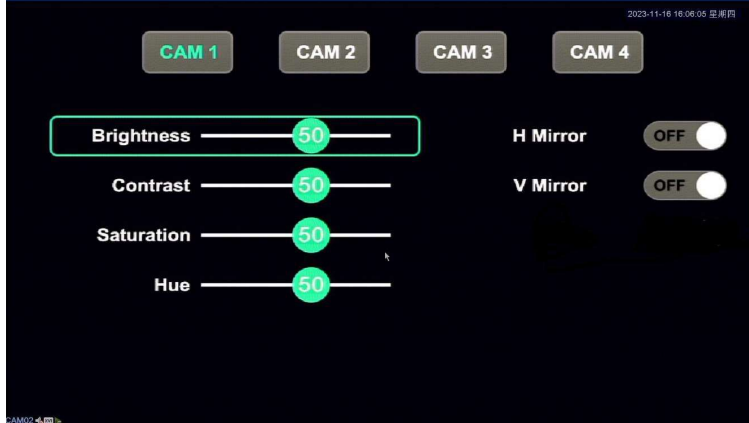 2023-11-16 16:06:05 星期四
CAM 1 CAM 2 CAM 3 CAM 4
Brightness 50 H Mirror OFF
Contrast 50 V Mirror OFF
Saturation 50
Hue 50
CAM02